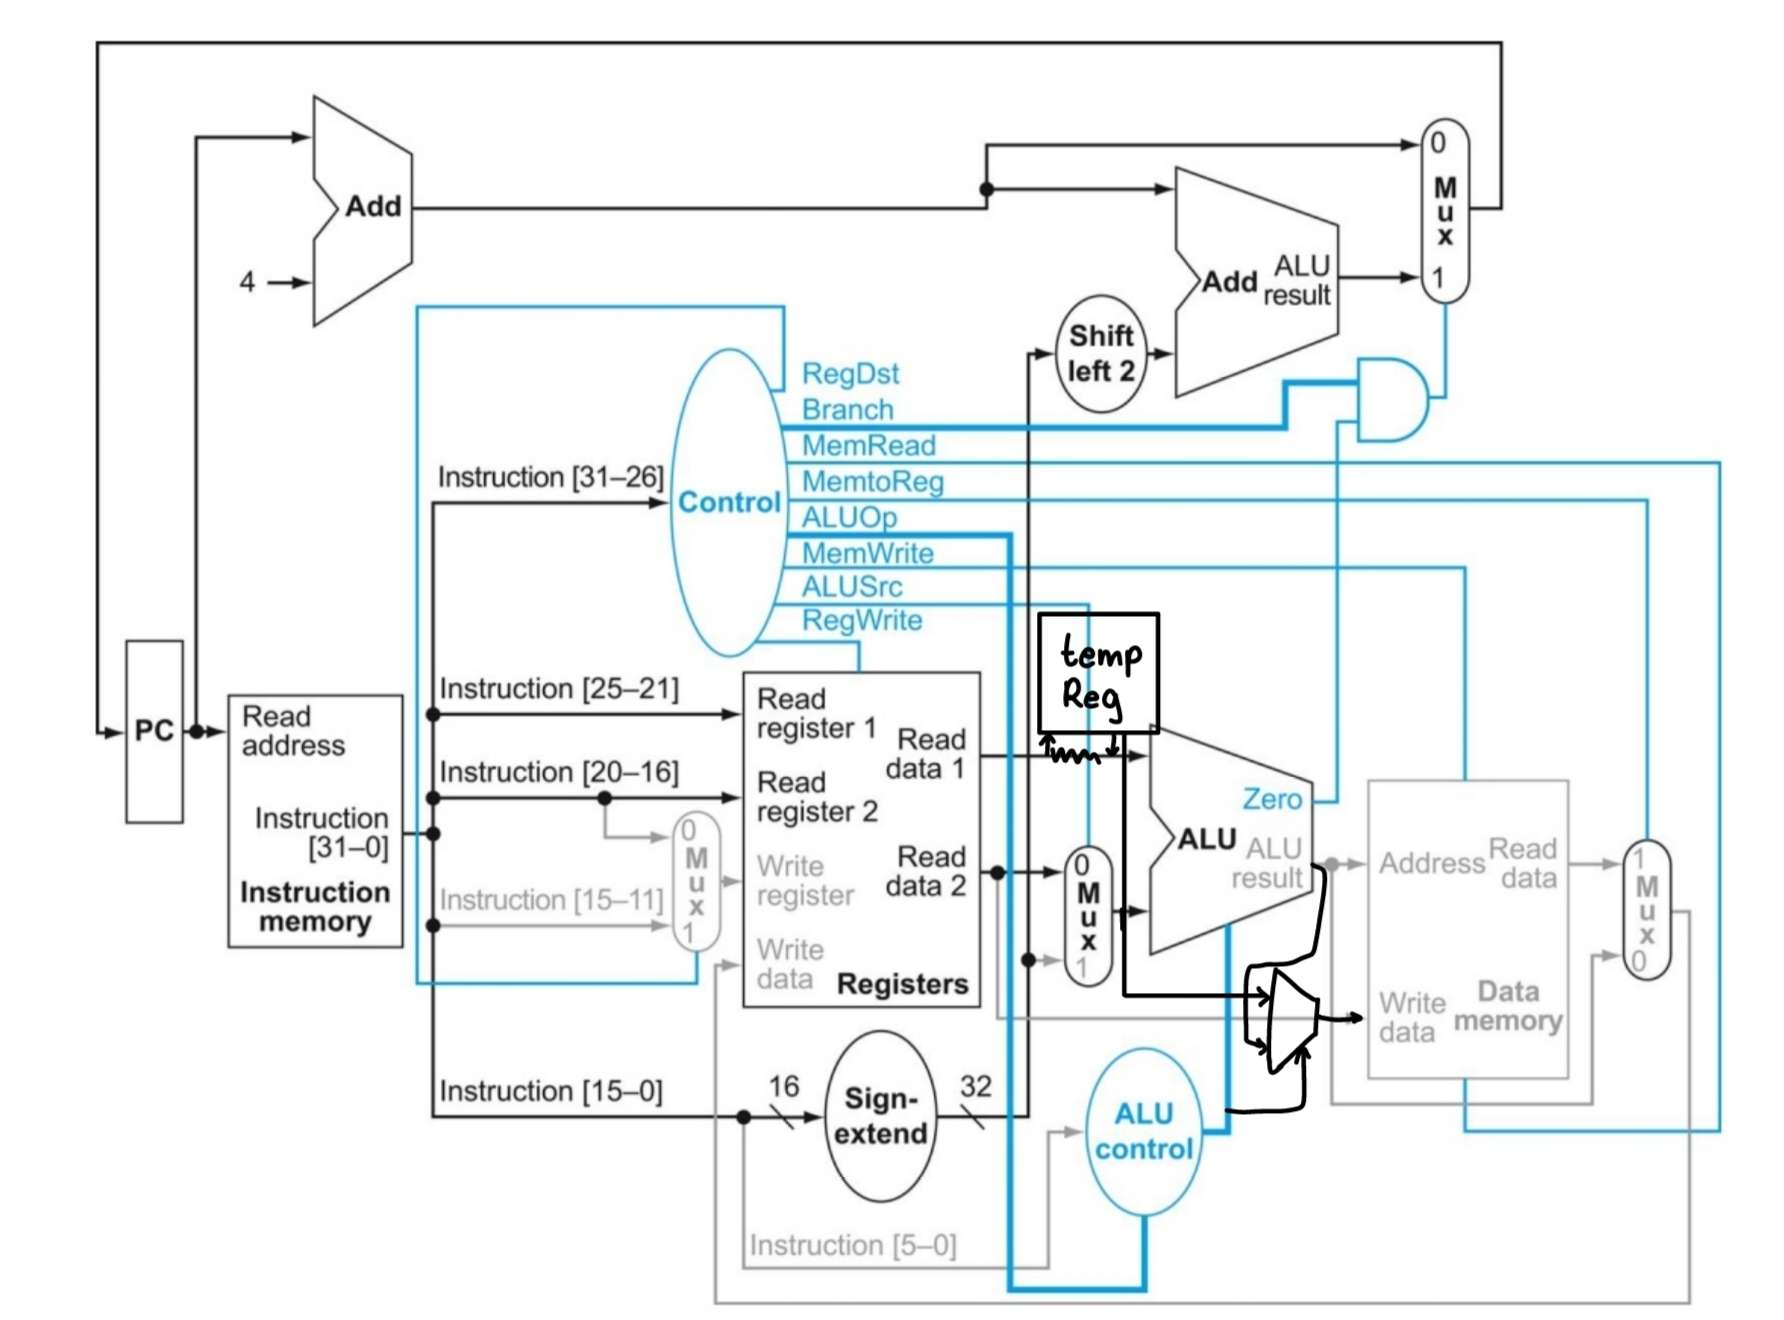 Add
4
0
M
u
x
1
Add
ALU
result
Shift
left 2
RegDst
Branch
MemRead
MemtoReg
ALUOp
MemWrite
ALUSrc
RegWrite
Control
Instruction [31–26]
temp
Reg
PC
Read
address
Instruction
[31–0]
Instruction
memory
Instruction [25–21]
Instruction [20–16]
Instruction [15–11]
0
M
u
x
1
Read
register 1
Read
register 2
Write
register
Write
data
Read
data 1
Read
data 2
Registers
0
M
u
x
1
Zero
ALU
ALU
result
Address
Read
data
Write
data
Data
memory
1
M
u
x
0
Instruction [15–0]
16
Sign-
extend
32
ALU
control
Instruction [5–0]